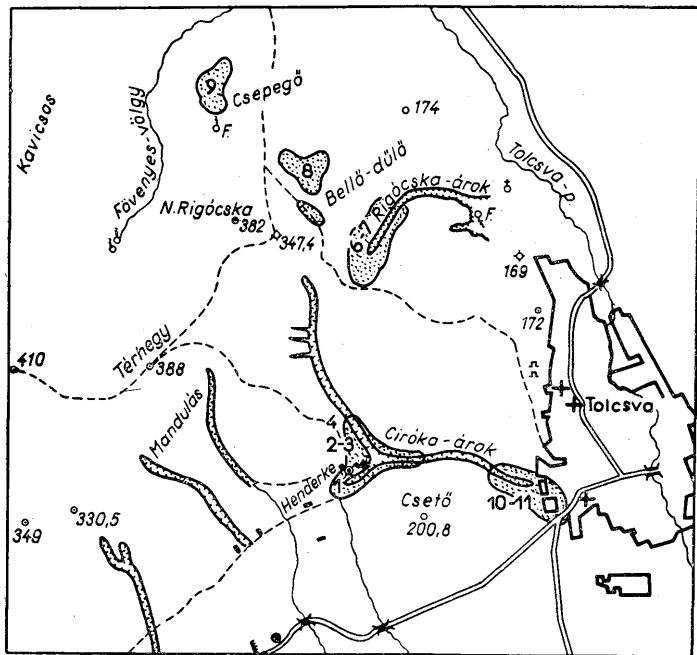 Kavicsos
Fövenyes-völgy
9
Csepegő
F.
174
8
Bellő-dűlő
Tolcsva-p.
N. Rigócska
382
347,4
6-7
Rigócska-árok
F.
169
172
410
Térhegy
388
Mandulás
4
2-3
1
Henderke
Ciróka-árok
Tolcsva
Csető
200,8
10-11
349
330,5